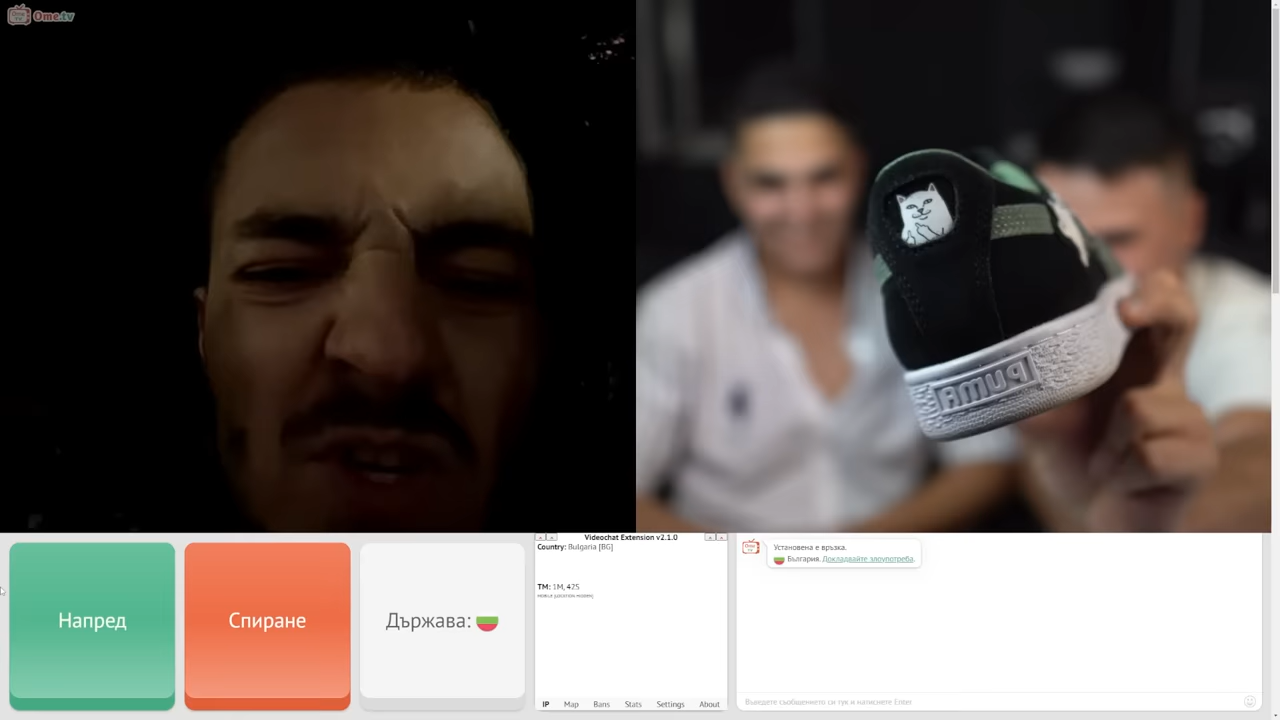 Ome.tv
PUMA
Напред
Спиране
Държава:
Videochat Extension v2.1.0
Country: Bulgaria [BG]
TM: 1M, 42S
IP
Map
Bans
Stats
Settings
About
Установена е връзка.
България. Докладвайте злоупотреба.
Въведете съобщението си тук и натиснете Enter